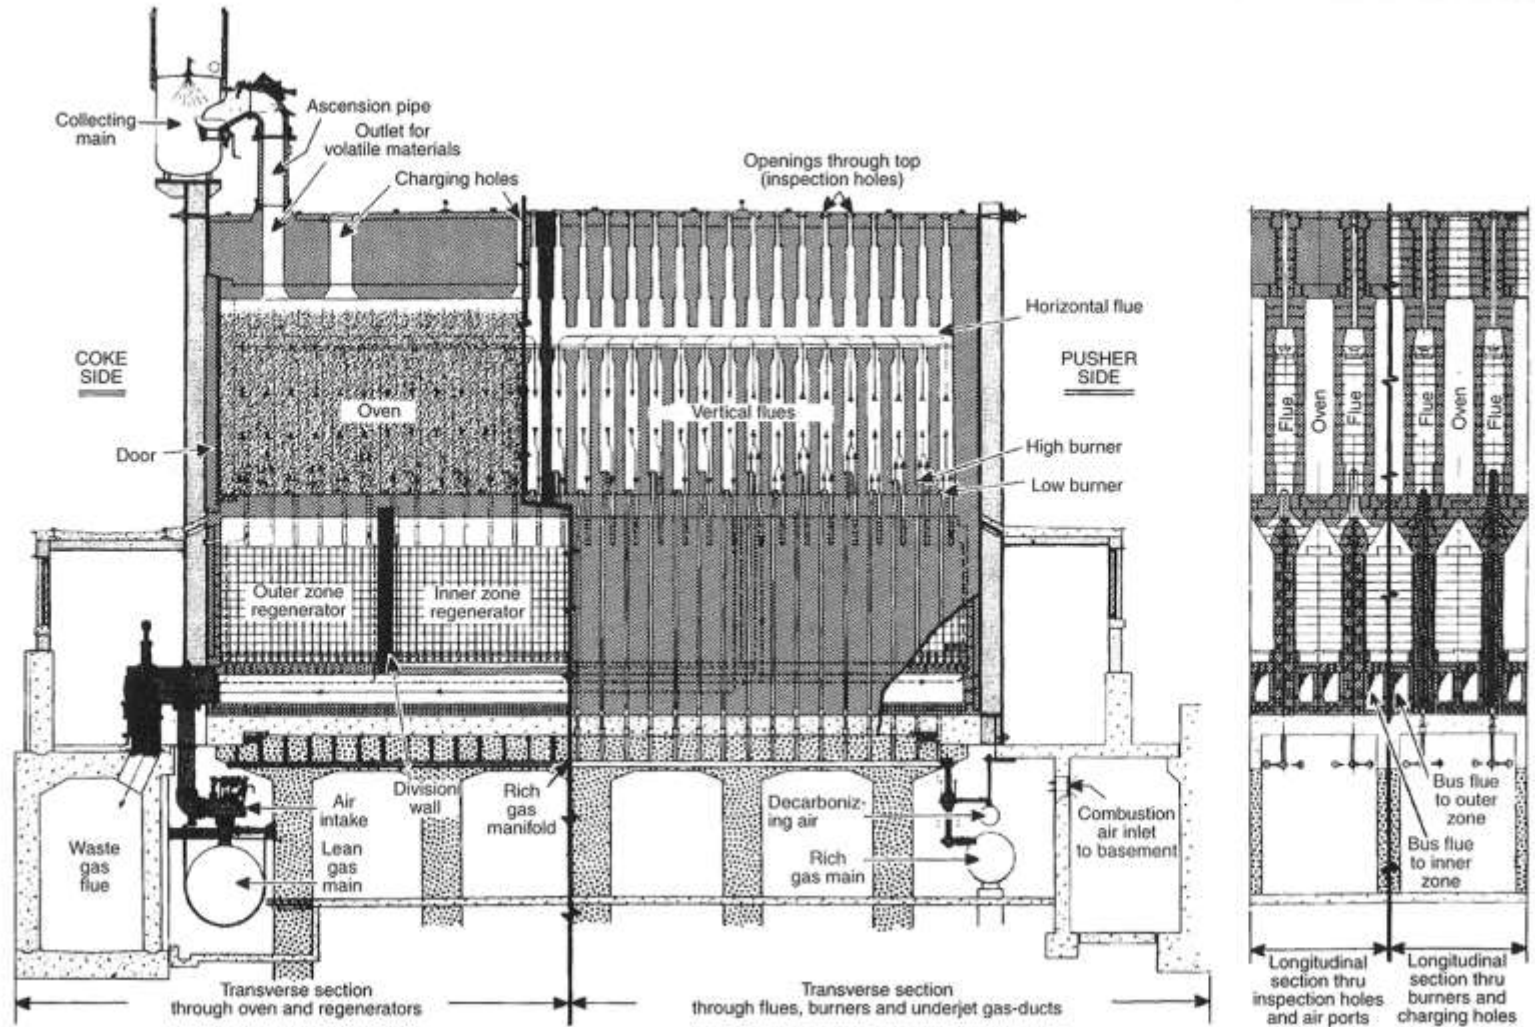 Collecting
main
Ascension pipe
Outlet for
volatile materials
Charging holes
Openings through top
(inspection holes)
Horizontal flue
COKE
SIDE
PUSHER
SIDE
Oven
Vertical flues
Door
High burner
Low burner
Outer zone
regenerator
Inner zone
regenerator
Air
intake
Division
wall
Rich
gas
manifold
Decarboniz-
ing air
Combustion
air inlet
to basement
Waste
gas
flue
Lean
gas
main
Rich
gas main
Transverse section
through oven and regenerators
Transverse section
through flues, burners and underjet gas-ducts
Flue
Oven
Flue
Flue
Oven
Flue
Bus flue
to outer
zone
Bus flue
to inner
zone
Longitudinal
section thru
inspection holes
and air ports
Longitudinal
section thru
burners and
charging holes